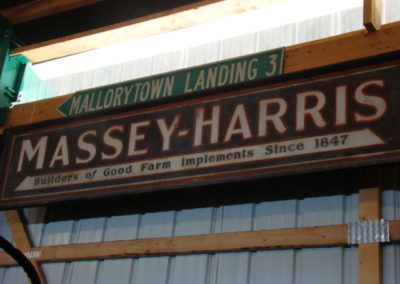 MALLORYTOWN LANDING 3
MASSEY-HARRIS
Builders of Good Farm Implements Since 1847